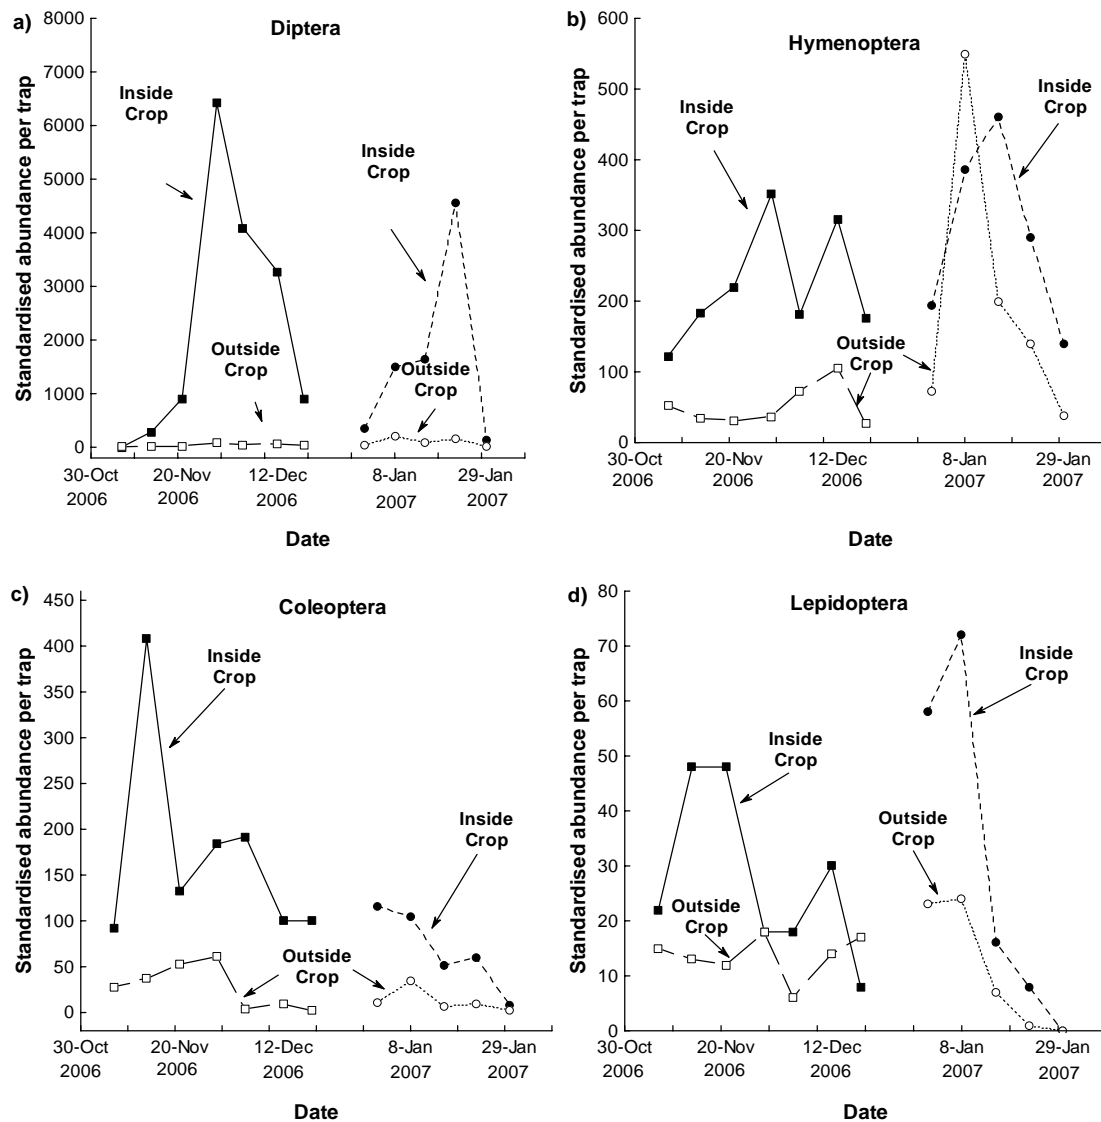 a)
Diptera
Standardised abundance per trap
8000
7000
6000
5000
4000
3000
2000
1000
0
Inside
Crop
Inside
Crop
Outside
Crop
Outside
Crop
30-Oct
2006
20-Nov
2006
12-Dec
2006
8-Jan
2007
29-Jan
2007
Date
b)
Hymenoptera
Standardised abundance per trap
600
500
400
300
200
100
0
Inside
Crop
Inside
Crop
Outside
Crop
30-Oct
2006
20-Nov
2006
12-Dec
2006
8-Jan
2007
29-Jan
2007
Date
c)
Coleoptera
Standardised abundance per trap
450
400
350
300
250
200
150
100
50
0
Inside
Crop
Inside
Crop
Outside
Crop
30-Oct
2006
20-Nov
2006
12-Dec
2006
8-Jan
2007
29-Jan
2007
Date
d)
Lepidoptera
Standardised abundance per trap
80
70
60
50
40
30
20
10
0
Inside
Crop
Inside
Crop
Outside
Crop
Outside
Crop
30-Oct
2006
20-Nov
2006
12-Dec
2006
8-Jan
2007
29-Jan
2007
Date